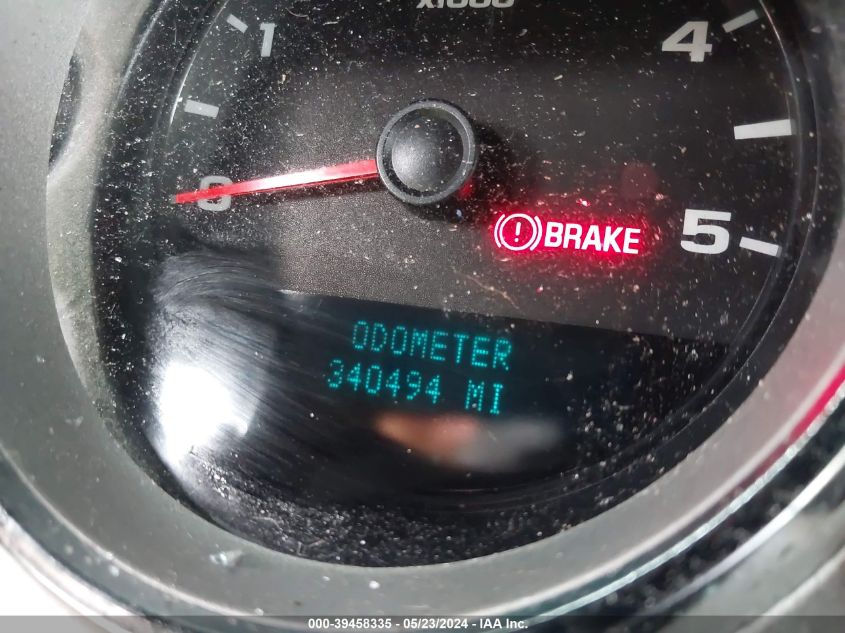 x1000
1
4
0
5
BRAKE
ODOMETER
340494 MI
000-39458335 - 05/23/2024 - IAA Inc.